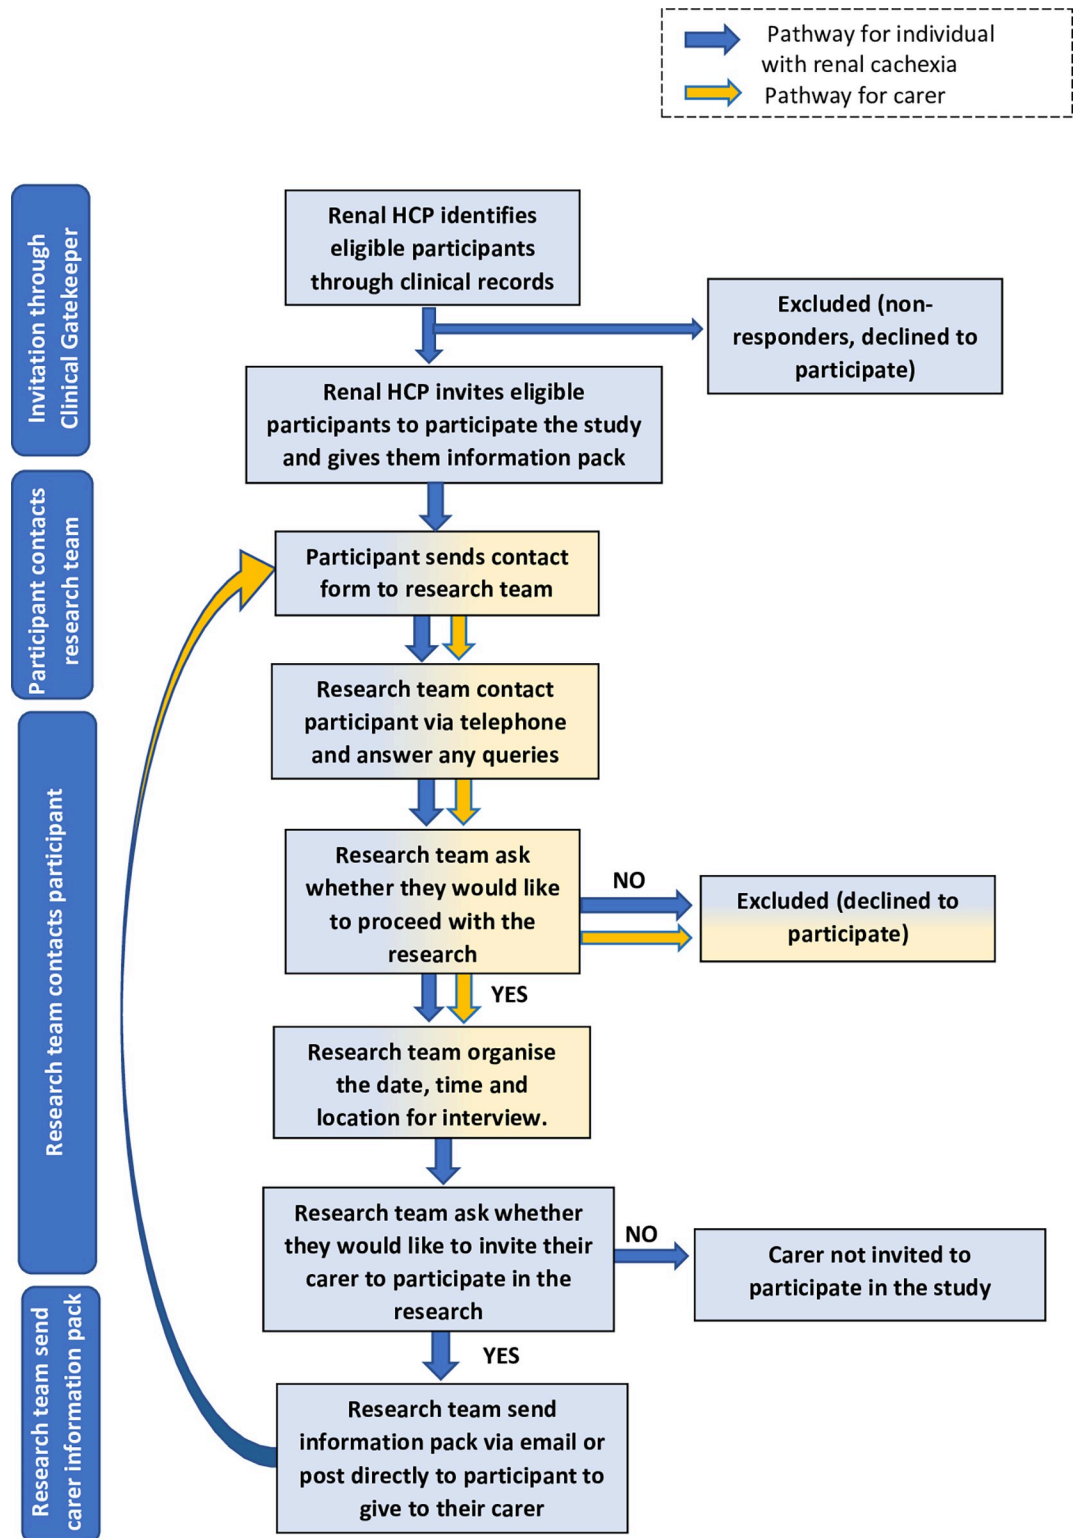 Pathway for individual
with renal cachexia
Pathway for carer
Invitation through
Clinical Gatekeeper
Renal HCP identifies
eligible participants
through clinical records
Excluded (non-
responders, declined to
participate)
Renal HCP invites eligible
participants to participate the study
and gives them information pack
Participant contacts
research team
Participant sends contact
form to research team
Research team contact
participant via telephone
and answer any queries
Research team contacts participant
Research team ask
whether they would like
to proceed with the
research
NO
Excluded (declined to
participate)
YES
Research team organise
the date, time and
location for interview.
Research team ask whether
they would like to invite their
carer to participate in the
research
NO
Carer not invited to
participate in the study
YES
Research team send
carer information pack
Research team send
information pack via email or
post directly to participant to
give to their carer